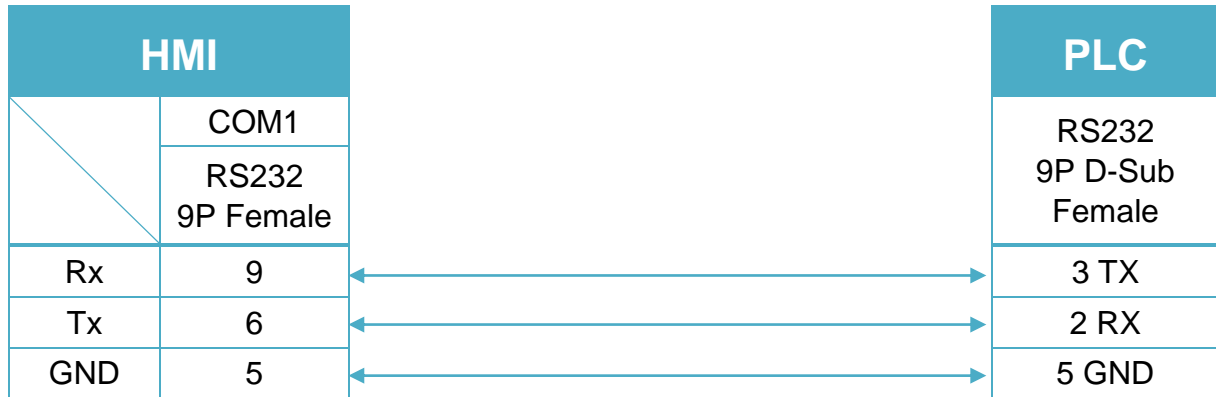 HMI
PLC
COM1
RS232
9P Female
RS232
9P D-Sub
Female
Rx 9 3 TX
Tx 6 2 RX
GND 5 5 GND